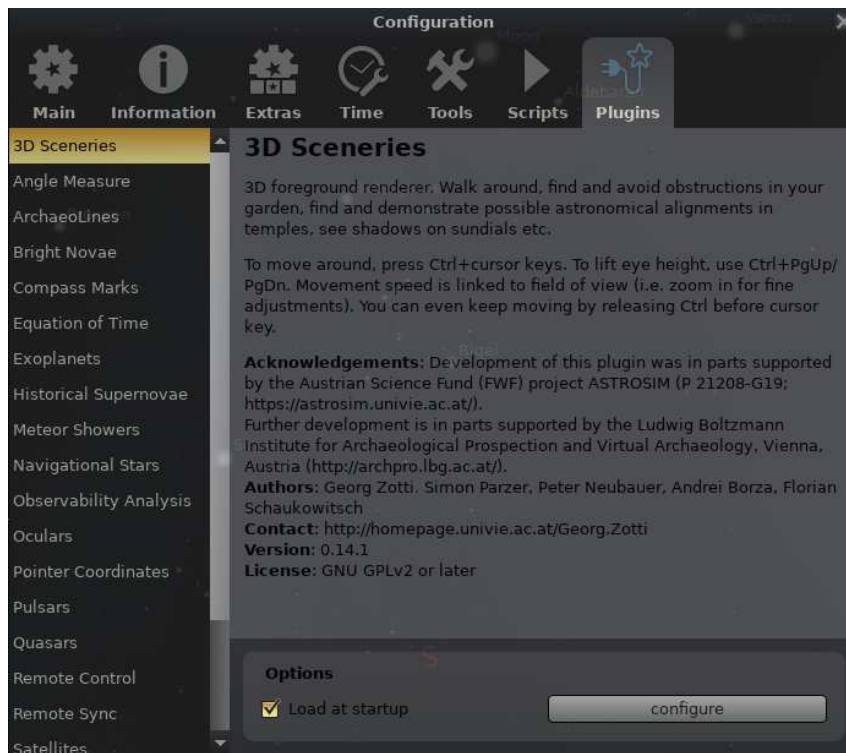 Configuration
Main Information Extras Time Tools Scripts Plugins
3D Sceneries
Angle Measure
ArchaeoLines
Bright Novae
Compass Marks
Equation of Time
Exoplanets
Historical Supernovae
Meteor Showers
Navigational Stars
Observability Analysis
Oculars
Pointer Coordinates
Pulsars
Quasars
Remote Control
Remote Sync
Satellites
3D Sceneries
3D foreground renderer. Walk around, find and avoid obstructions in your
garden, find and demonstrate possible astronomical alignments in
temples, see shadows on sundials etc.
To move around, press Ctrl+cursor keys. To lift eye height, use Ctrl+PgUp/
PgDn. Movement speed is linked to field of view (i.e. zoom in for fine
adjustments). You can even keep moving by releasing Ctrl before cursor
key.
Acknowledgements: Development of this plugin was in parts supported
by the Austrian Science Fund (FWF) project ASTROSIM (P 21208-G19;
https://astrosim.univie.ac.at/).
Further development is in parts supported by the Ludwig Boltzmann
Institute for Archaeological Prospection and Virtual Archaeology, Vienna,
Austria (http://archpro.lbg.ac.at/).
Authors: Georg Zotti. Simon Parzer, Peter Neubauer, Andrei Borza, Florian
Schaukowitsch
Contact: http://homepage.univie.ac.at/Georg.Zotti
Version: 0.14.1
License: GNU GPLv2 or later
Options
Load at startup
configure
Moon
Aldebaran
Rigel
S